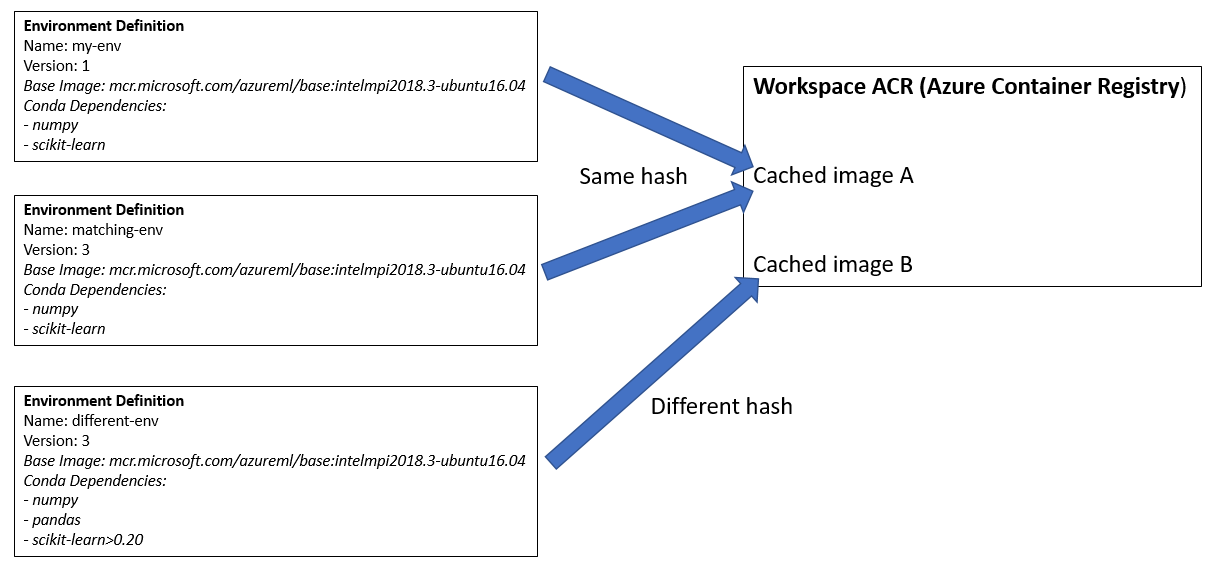 Environment Definition
Name: my-env
Version: 1
Base Image: mcr.microsoft.com/azureml/base:intelmpi2018.3-ubuntu16.04
Conda Dependencies:
- numpy
- scikit-learn
Environment Definition
Name: matching-env
Version: 3
Base Image: mcr.microsoft.com/azureml/base:intelmpi2018.3-ubuntu16.04
Conda Dependencies:
- numpy
- scikit-learn
Environment Definition
Name: different-env
Version: 3
Base Image: mcr.microsoft.com/azureml/base:intelmpi2018.3-ubuntu16.04
Conda Dependencies:
- numpy
- pandas
- scikit-learn>0.20
Same hash
Different hash
Workspace ACR (Azure Container Registry)
Cached image A
Cached image B